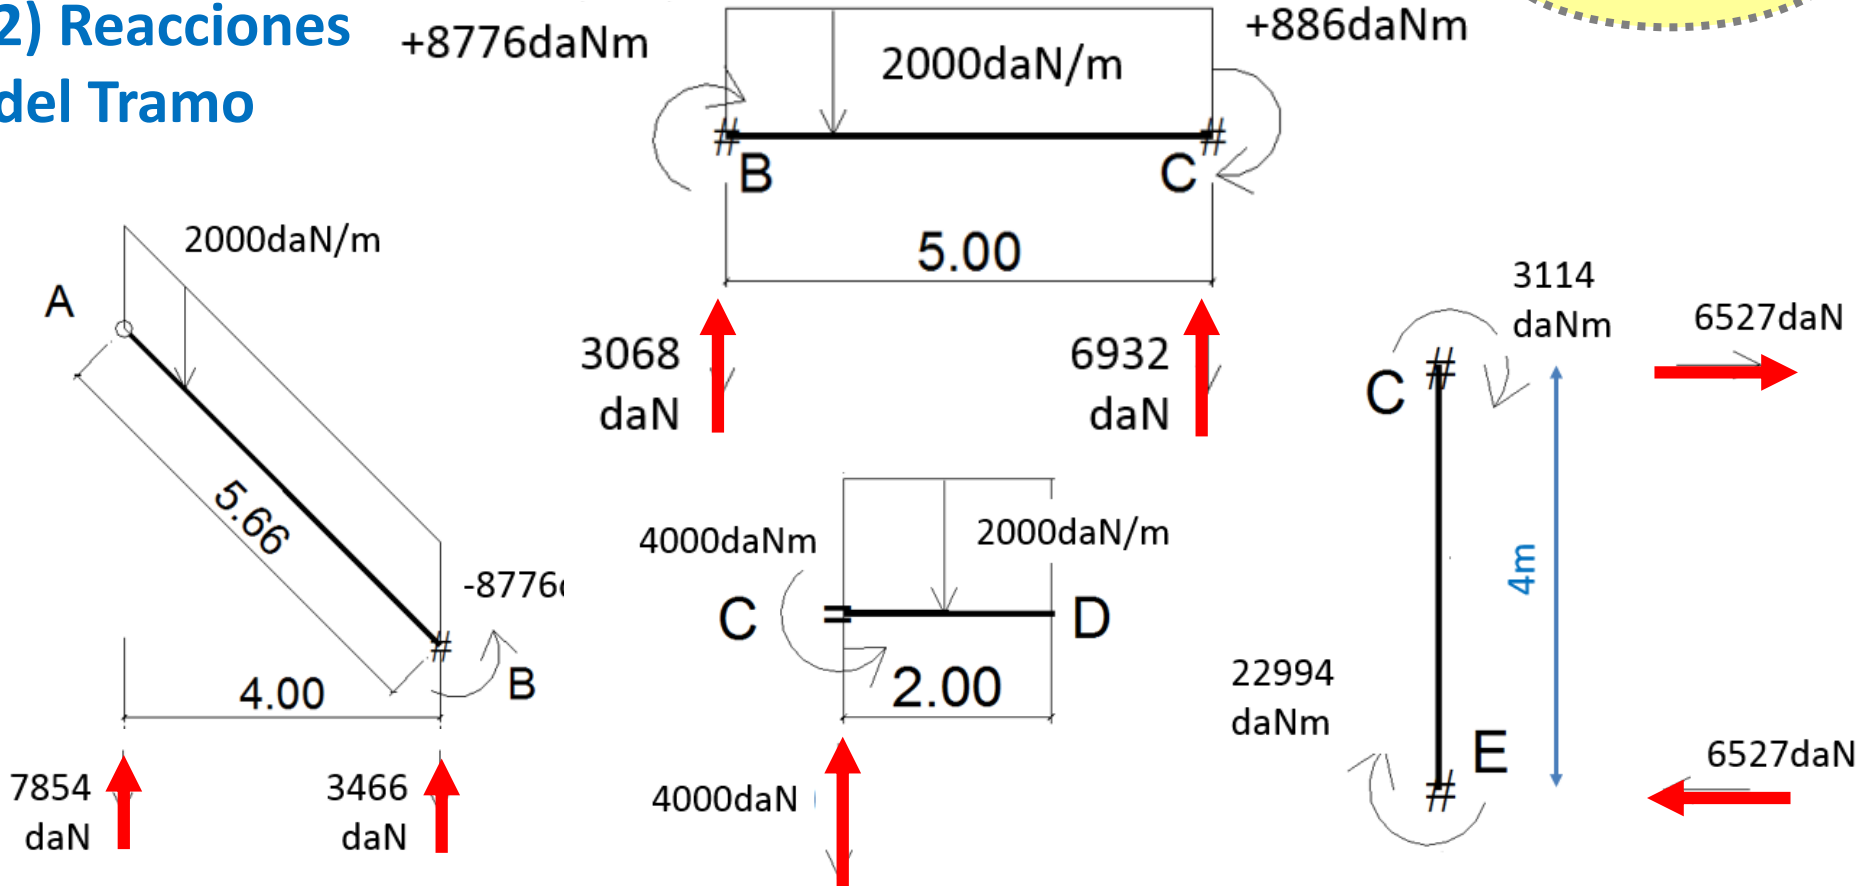 2) Reacciones
del Tramo
+8776daNm
2000daN/m
+886daNm
#
#
B
C
5.00
3068
daN
6932
daN
2000daN/m
A
5.66
-8776
#
B
4.00
7854
daN
3466
daN
4000daNm
2000daN/m
C
=
D
2.00
4000daN
3114
daNm
6527daN
C
#
4m
22994
daNm
E
#
6527daN